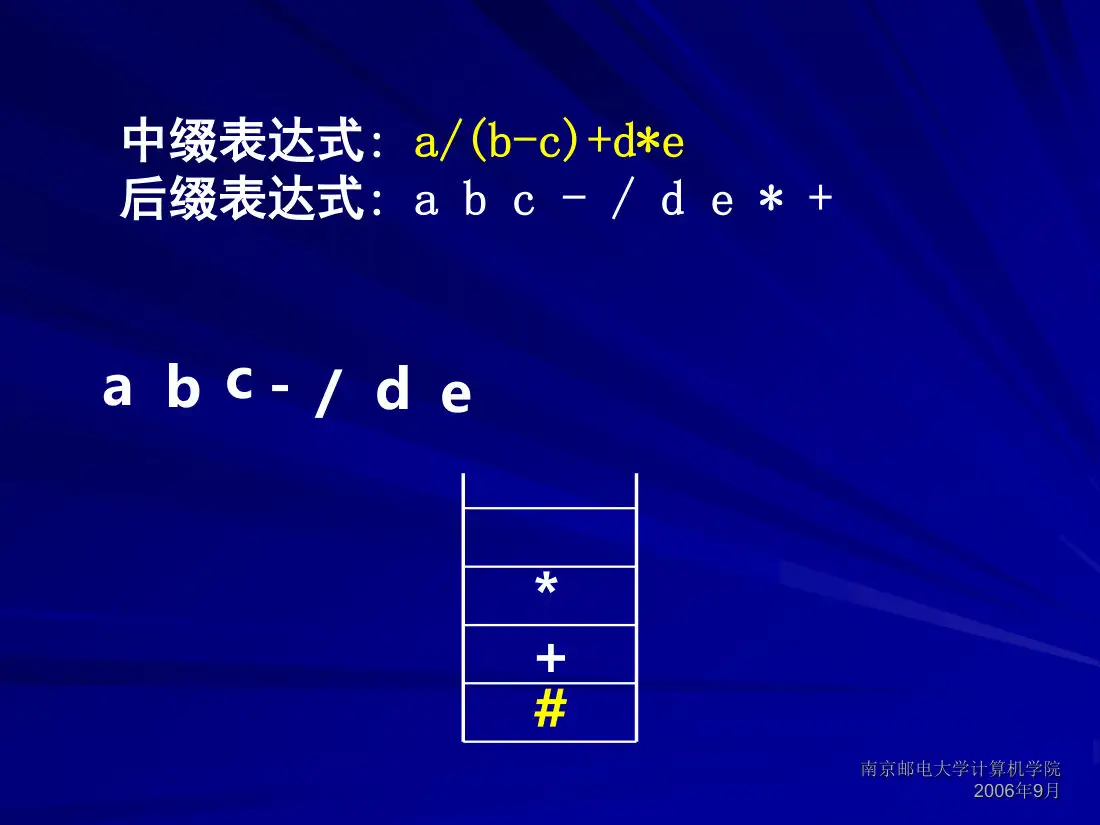 中缀表达式：a/(b-c)+d*e
后缀表达式：a b c - / d e * +
a b c - / d e
*
+
#
南京邮电大学计算机学院
2006年9月